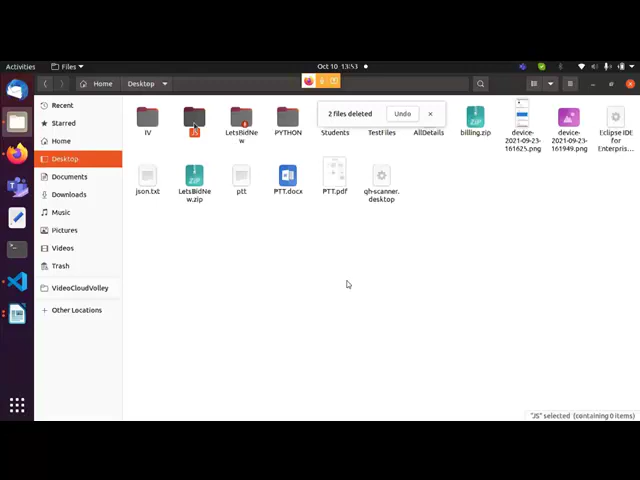 Activities
Files
Oct 10 13:53
Home
Desktop
2 files deleted
Undo
Recent
Starred
Home
Desktop
Documents
Downloads
Music
Pictures
Videos
Trash
VideoCloudVolley
+ Other Locations
IV
JS
LetsBidNe
w
PYTHON
Students
TestFiles
AllDetails
billing.zip
device-
2021-09-23-
161625.png
device-
2021-09-23-
161949.png
Eclipse IDE
for
Enterpris...
json.txt
LetsBidNe
w.zip
ptt
PTT.docx
PTT.pdf
qh-scanner.
desktop
"JS" selected (containing 0 items)